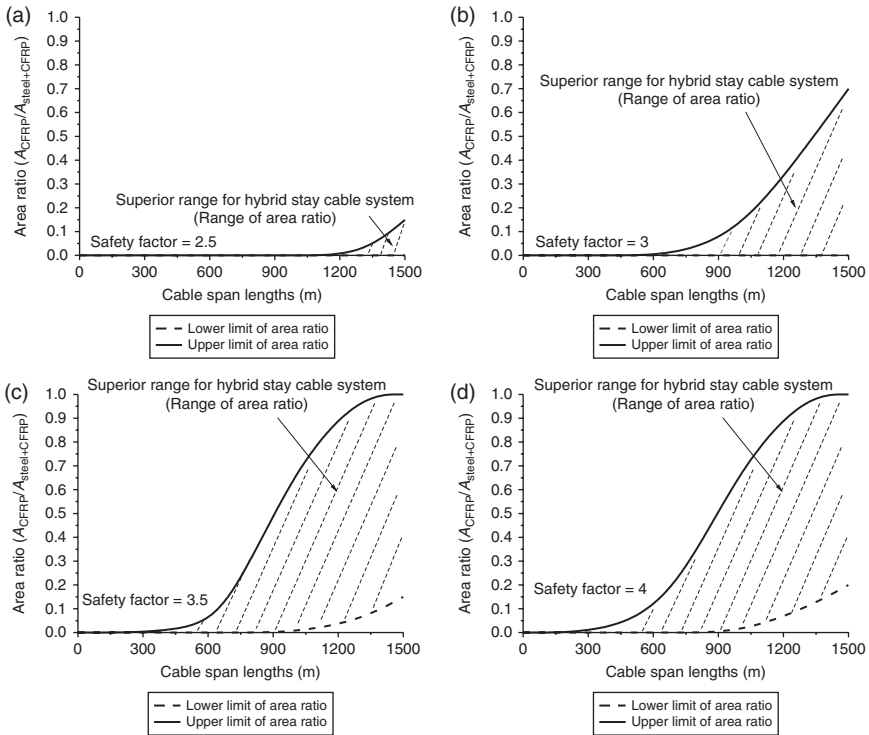 (a)
1.0
0.9
0.8
0.7
0.6
0.5
0.4
0.3
0.2
0.1
0.0
Area ratio (A_CFRP/A_steel+CFRP)
Superior range for hybrid stay cable system
(Range of area ratio)
Safety factor = 2.5
0 300 600 900 1200 1500
Cable span lengths (m)
Lower limit of area ratio
Upper limit of area ratio
(b)
1.0
0.9
0.8
0.7
0.6
0.5
0.4
0.3
0.2
0.1
0.0
Area ratio (A_CFRP/A_steel+CFRP)
Superior range for hybrid stay cable system
(Range of area ratio)
Safety factor = 3
0 300 600 900 1200 1500
Cable span lengths (m)
Lower limit of area ratio
Upper limit of area ratio
(c)
Superior range for hybrid stay cable system
(Range of area ratio)
1.0
0.9
0.8
0.7
0.6
0.5
0.4
0.3
0.2
0.1
0.0
Area ratio (A_CFRP/A_steel+CFRP)
Safety factor = 3.5
0 300 600 900 1200 1500
Cable span lengths (m)
Lower limit of area ratio
Upper limit of area ratio
(d)
Superior range for hybrid stay cable system
(Range of area ratio)
1.0
0.9
0.8
0.7
0.6
0.5
0.4
0.3
0.2
0.1
0.0
Area ratio (A_CFRP/A_steel+CFRP)
Safety factor = 4
0 300 600 900 1200 1500
Cable span lengths (m)
Lower limit of area ratio
Upper limit of area ratio